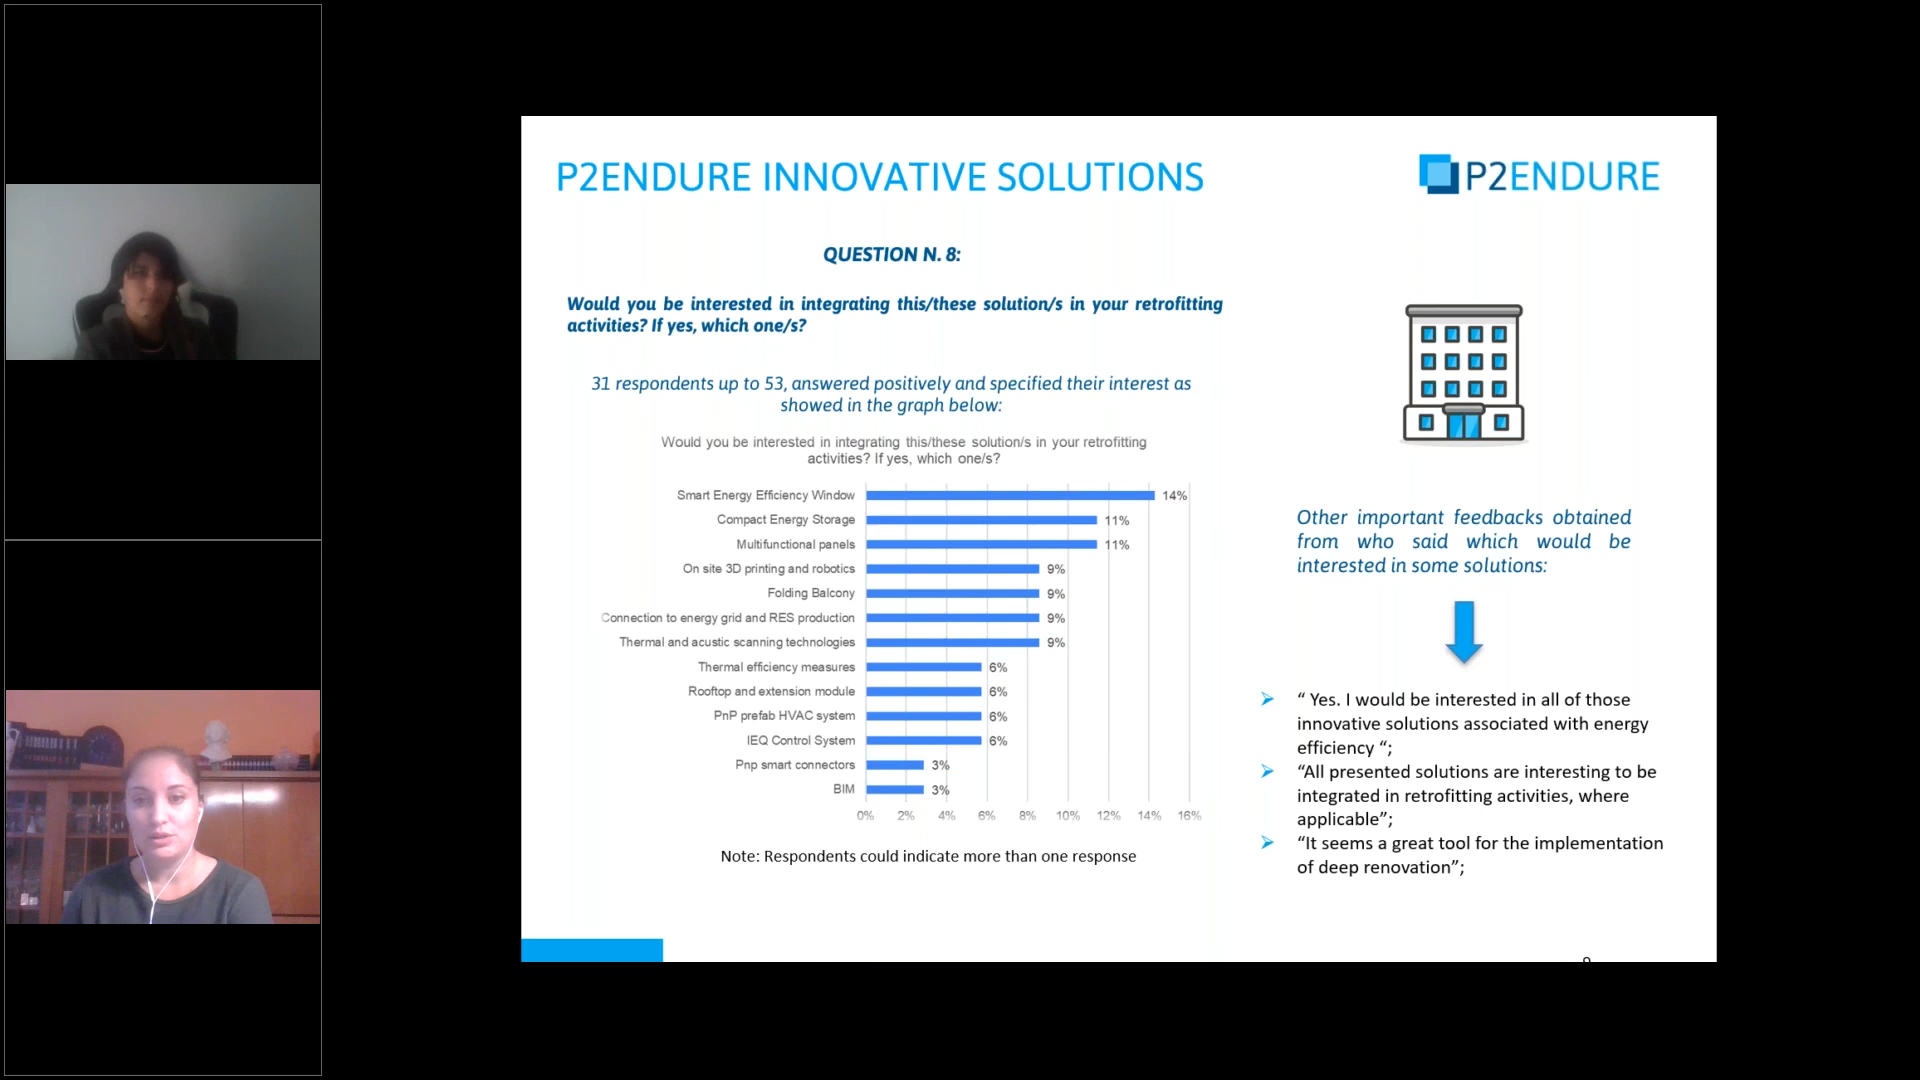 P2ENDURE INNOVATIVE SOLUTIONS
P2ENDURE
QUESTION N. 8:
Would you be interested in integrating this/these solution/s in your retrofitting
activities? If yes, which one/s?
31 respondents up to 53, answered positively and specified their interest as
showed in the graph below:
Would you be interested in integrating this/these solution/s in your retrofitting
activities? If yes, which one/s?
Smart Energy Efficiency Window 14%
Compact Energy Storage 11%
Multifunctional panels 11%
On site 3D printing and robotics 9%
Folding Balcony 9%
Connection to energy grid and RES production 9%
Thermal and acustic scanning technologies 9%
Thermal efficiency measures 6%
Rooftop and extension module 6%
PnP prefab HVAC system 6%
IEQ Control System 6%
Pnp smart connectors 3%
BIM 3%
0% 2% 4% 6% 8% 10% 12% 14% 16%
Note: Respondents could indicate more than one response
Other important feedbacks obtained
from who said which would be
interested in some solutions:
“ Yes. I would be interested in all of those
innovative solutions associated with energy
efficiency “;
“All presented solutions are interesting to be
integrated in retrofitting activities, where
applicable”;
“It seems a great tool for the implementation
of deep renovation”;